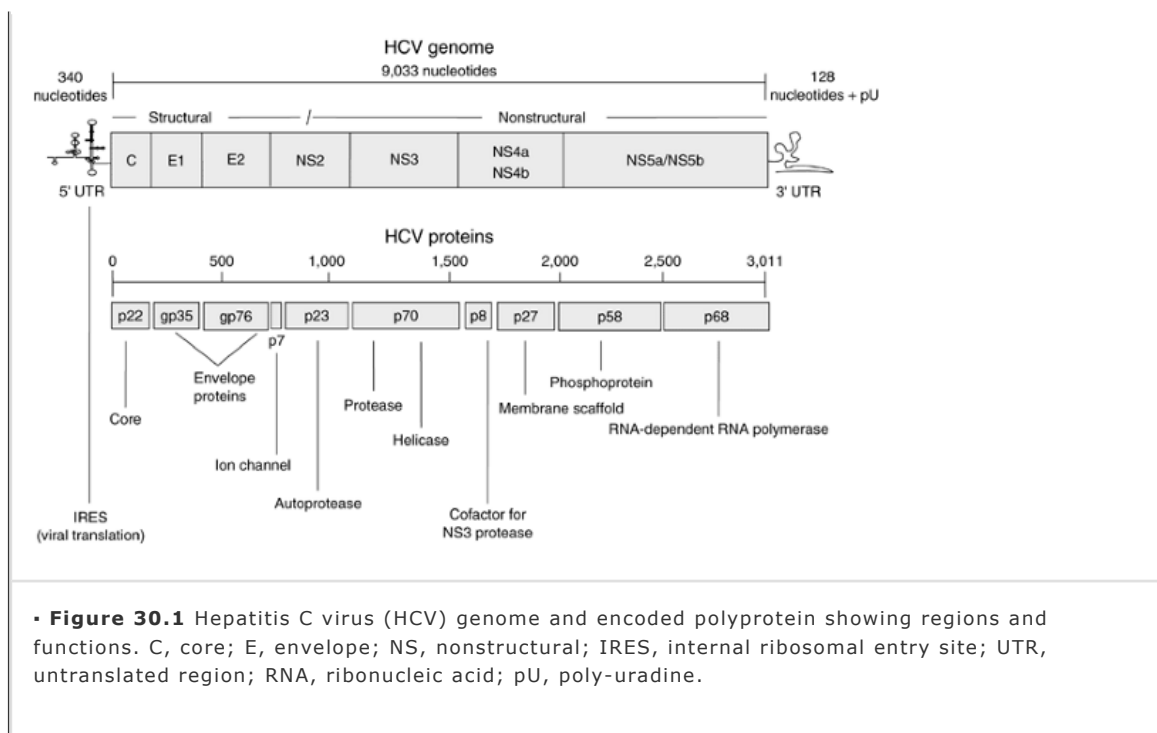 HCV genome
9,033 nucleotides
340
nucleotides
128
nucleotides + pU
Structural / Nonstructural
C E1 E2 NS2 NS3 NS4a NS5a/NS5b
NS4b
5' UTR
3' UTR
HCV proteins
0 500 1,000 1,500 2,000 2,500 3,011
p22 gp35 gp76 p23 p70 p8 p27 p58 p68
p7
Envelope
proteins
Phosphoprotein
Protease
Membrane scaffold
Core
RNA-dependent RNA polymerase
Helicase
Ion channel
Autoprotease
IRES
(viral translation)
Cofactor for
NS3 protease
▪ Figure 30.1 Hepatitis C virus (HCV) genome and encoded polyprotein showing regions and
functions. C, core; E, envelope; NS, nonstructural; IRES, internal ribosomal entry site; UTR,
untranslated region; RNA, ribonucleic acid; pU, poly-uradine.